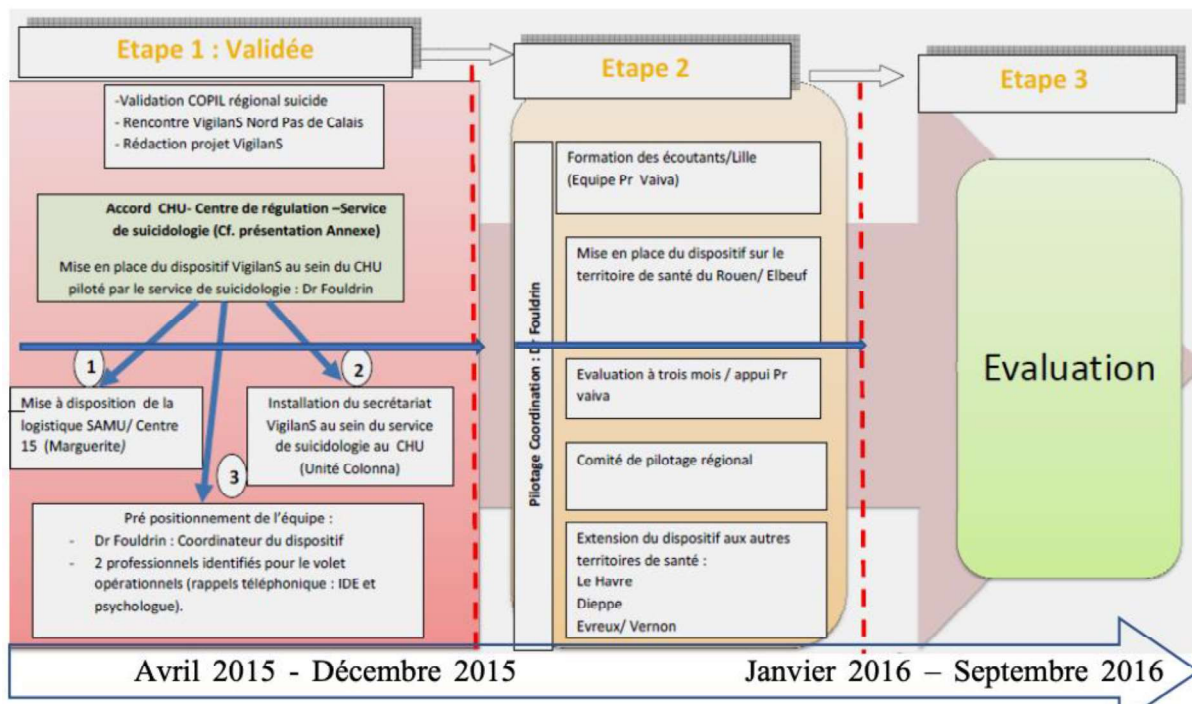 Etape 1 : Validée
-Validation COPIL régional suicide
- Rencontre VigilanS Nord Pas de Calais
- Rédaction projet VigilanS
Accord CHU- Centre de régulation –Service
de suicidologie (Cf. présentation Annexe)
Mise en place du dispositif VigilanS au sein du CHU
piloté par le service de suicidologie : Dr Fouldrin
1
Mise à disposition de la
logistique SAMU/ Centre
15 (Marguerite)
2
Installation du secrétariat
VigilanS au sein du service
de suicidologie au CHU
(Unité Colonna)
3
Pré positionnement de l’équipe :
- Dr Fouldrin : Coordinateur du dispositif
- 2 professionnels identifiés pour le volet
opérationnels (rappels téléphonique : IDE et
psychologue).
Etape 2
Pilotage Coordination : Dr Fouldrin
Formation des écoutants/Lille
(Equipe Pr Vaiva)
Mise en place du dispositif sur le
territoire de santé du Rouen/ Elbeuf
Evaluation à trois mois / appui Pr
vaiva
Comité de pilotage régional
Extension du dispositif aux autres
territoires de santé :
Le Havre
Dieppe
Evreux/ Vernon
Etape 3
Evaluation
Avril 2015 - Décembre 2015
Janvier 2016 – Septembre 2016